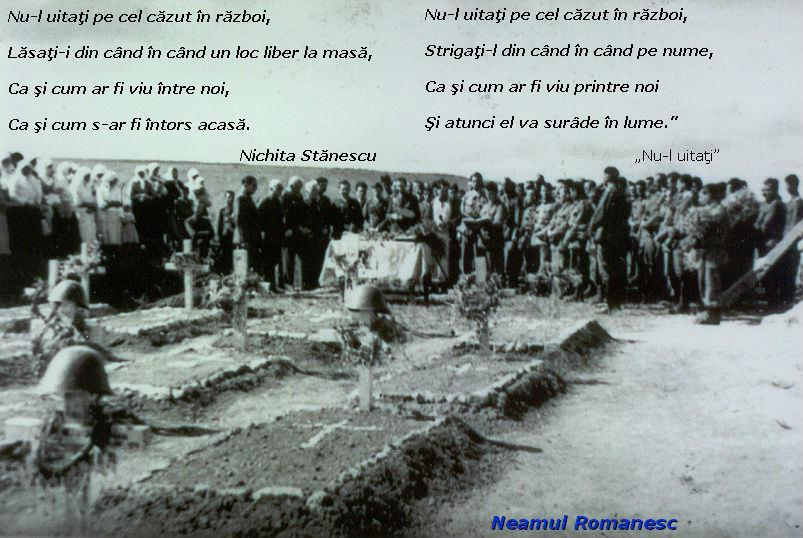 Nu-l uitaţi pe cel căzut în război,
Lăsaţi-i din când în când un loc liber la masă,
Ca şi cum ar fi viu între noi,
Ca şi cum s-ar fi întors acasă.
Nichita Stănescu
Nu-l uitaţi pe cel căzut în război,
Strigaţi-l din când în când pe nume,
Ca şi cum ar fi viu printre noi
Şi atunci el va surâde în lume.”
„Nu-l uitaţi”
Neamul Romanesc